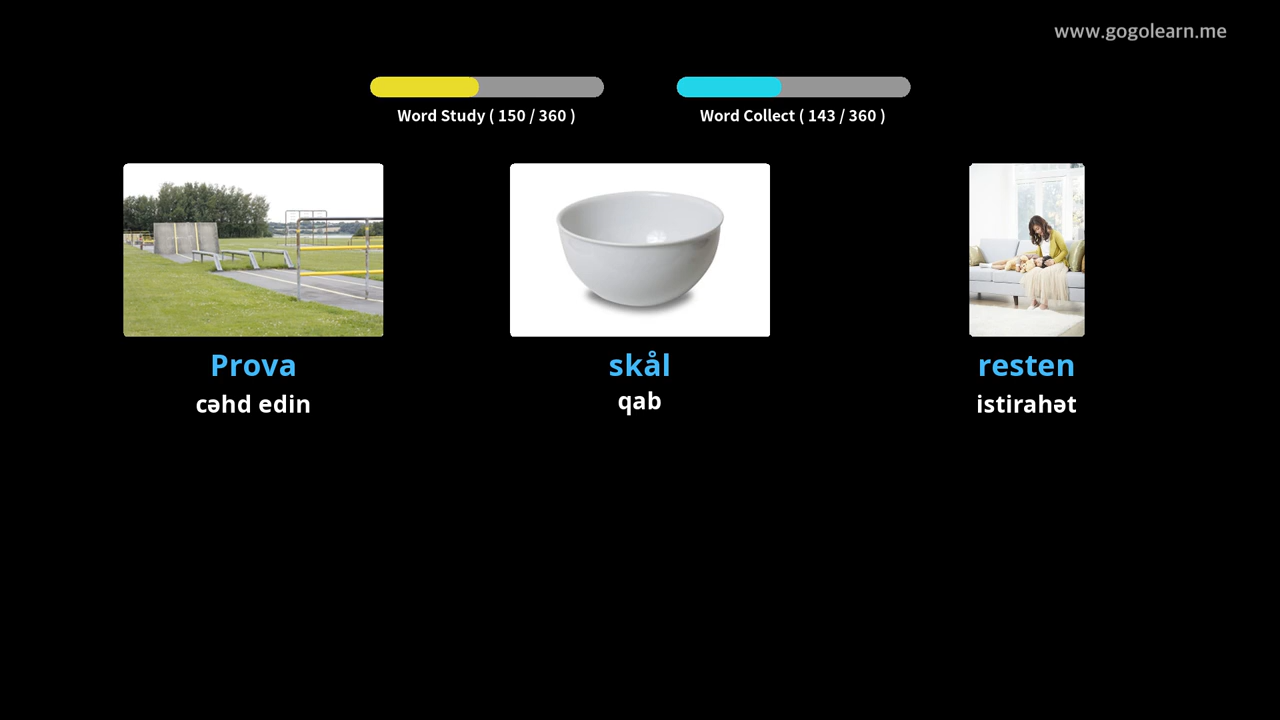 www.gogolearn.me
Word Study ( 150 / 360 )
Word Collect ( 143 / 360 )
Prova
skål
resten
cəhd edin
qab
istirahət